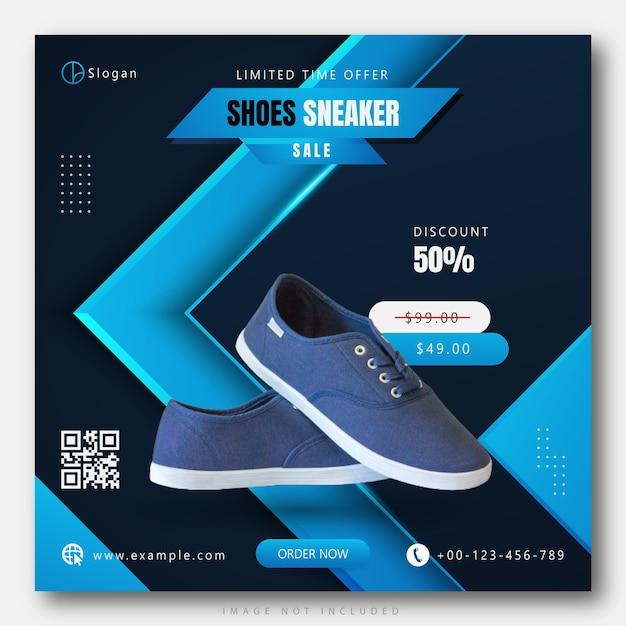 Slogan
LIMITED TIME OFFER
SHOES SNEAKER
SALE
DISCOUNT
50%
$99.00
$49.00
www.example.com
ORDER NOW
+00-123-456-789
IMAGE NOT INCLUDED